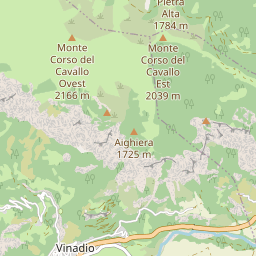 Pietra
Alta
1784 m
Monte
Corso del
Cavallo
Ovest
2166 m
Monte
Corso del
Cavallo
Est
2039 m
Aighiera
1725 m
Vinadio